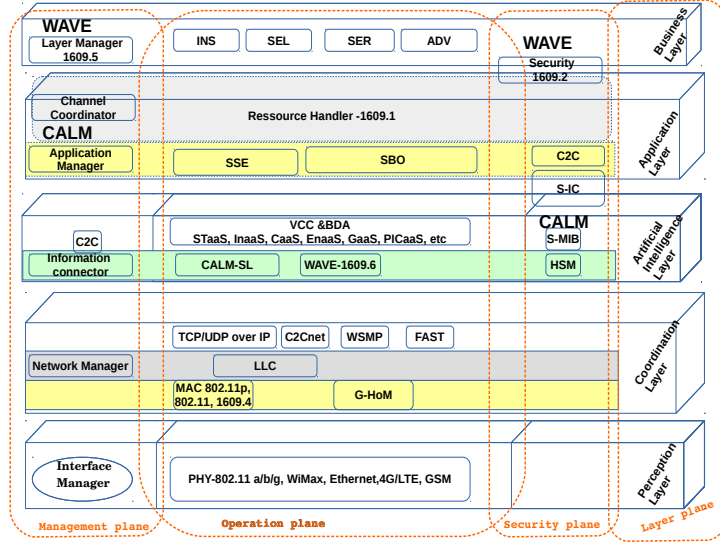 WAVE
Layer Manager
1609.5
INS
SEL
SER
ADV
WAVE
Security
1609.2
Business
Layer
Channel
Coordinator
CALM
Ressource Handler -1609.1
Application
Manager
SSE
SBO
C2C
S-IC
Application
Layer
C2C
VCC &BDA
STaaS, InaaS, CaaS, EnaaS, GaaS, PICaaS, etc
CALM
S-MIB
Information
connector
CALM-SL
WAVE-1609.6
HSM
Artificial
Intelligence
Layer
TCP/UDP over IP
C2Cnet
WSMP
FAST
Network Manager
LLC
MAC 802.11p,
802.11, 1609.4
G-HoM
Coordination
Layer
Interface
Manager
PHY-802.11 a/b/g, WiMax, Ethernet,4G/LTE, GSM
Perception
Layer
Management plane
Operation plane
Security plane
Layer plane